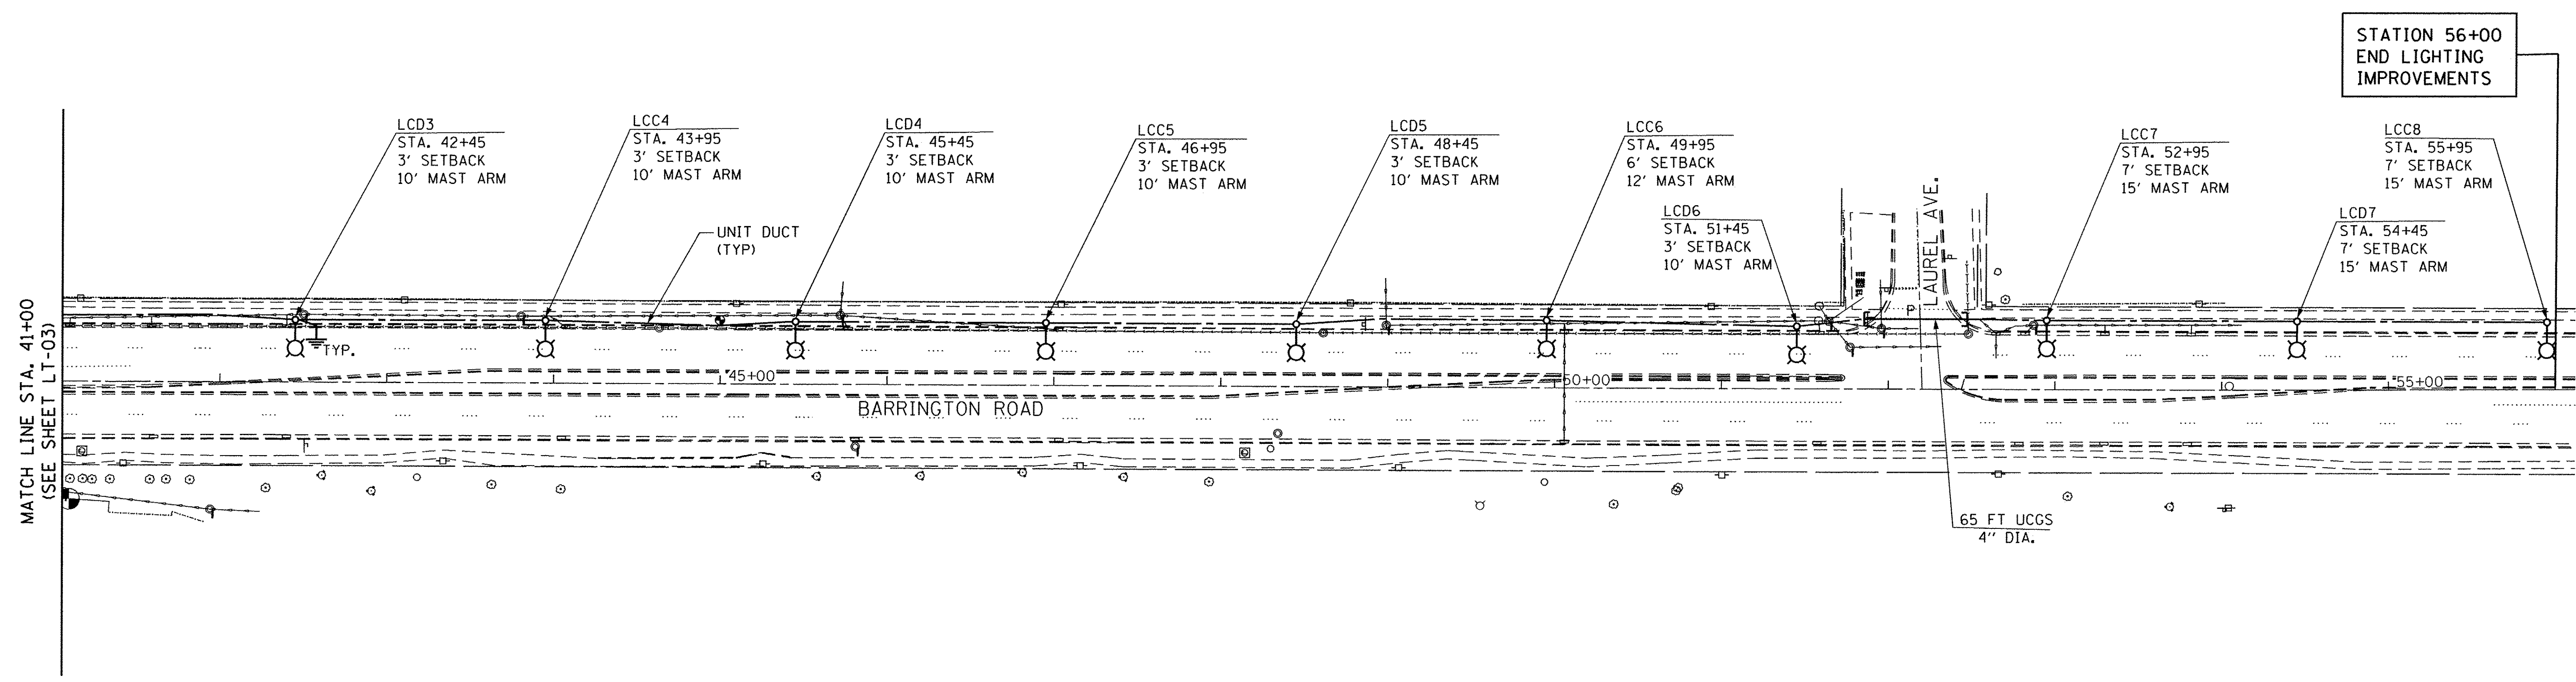 STATION 56+00
END LIGHTING
IMPROVEMENTS
LCD3
STA. 42+45
3' SETBACK
10' MAST ARM
LCC4
STA. 43+95
3' SETBACK
10' MAST ARM
LCD4
STA. 45+45
3' SETBACK
10' MAST ARM
LCC5
STA. 46+95
3' SETBACK
10' MAST ARM
LCD5
STA. 48+45
3' SETBACK
10' MAST ARM
LCC6
STA. 49+95
6' SETBACK
12' MAST ARM
LCD6
STA. 51+45
3' SETBACK
10' MAST ARM
LCC7
STA. 52+95
7' SETBACK
15' MAST ARM
LCC8
STA. 55+95
7' SETBACK
15' MAST ARM
LCD7
STA. 54+45
7' SETBACK
15' MAST ARM
UNIT DUCT
(TYP)
LAUREL AVE.
TYP.
45+00
50+00
55+00
BARRINGTON ROAD
MATCH LINE STA. 41+00
(SEE SHEET LT-03)
65 FT UCGS
4" DIA.